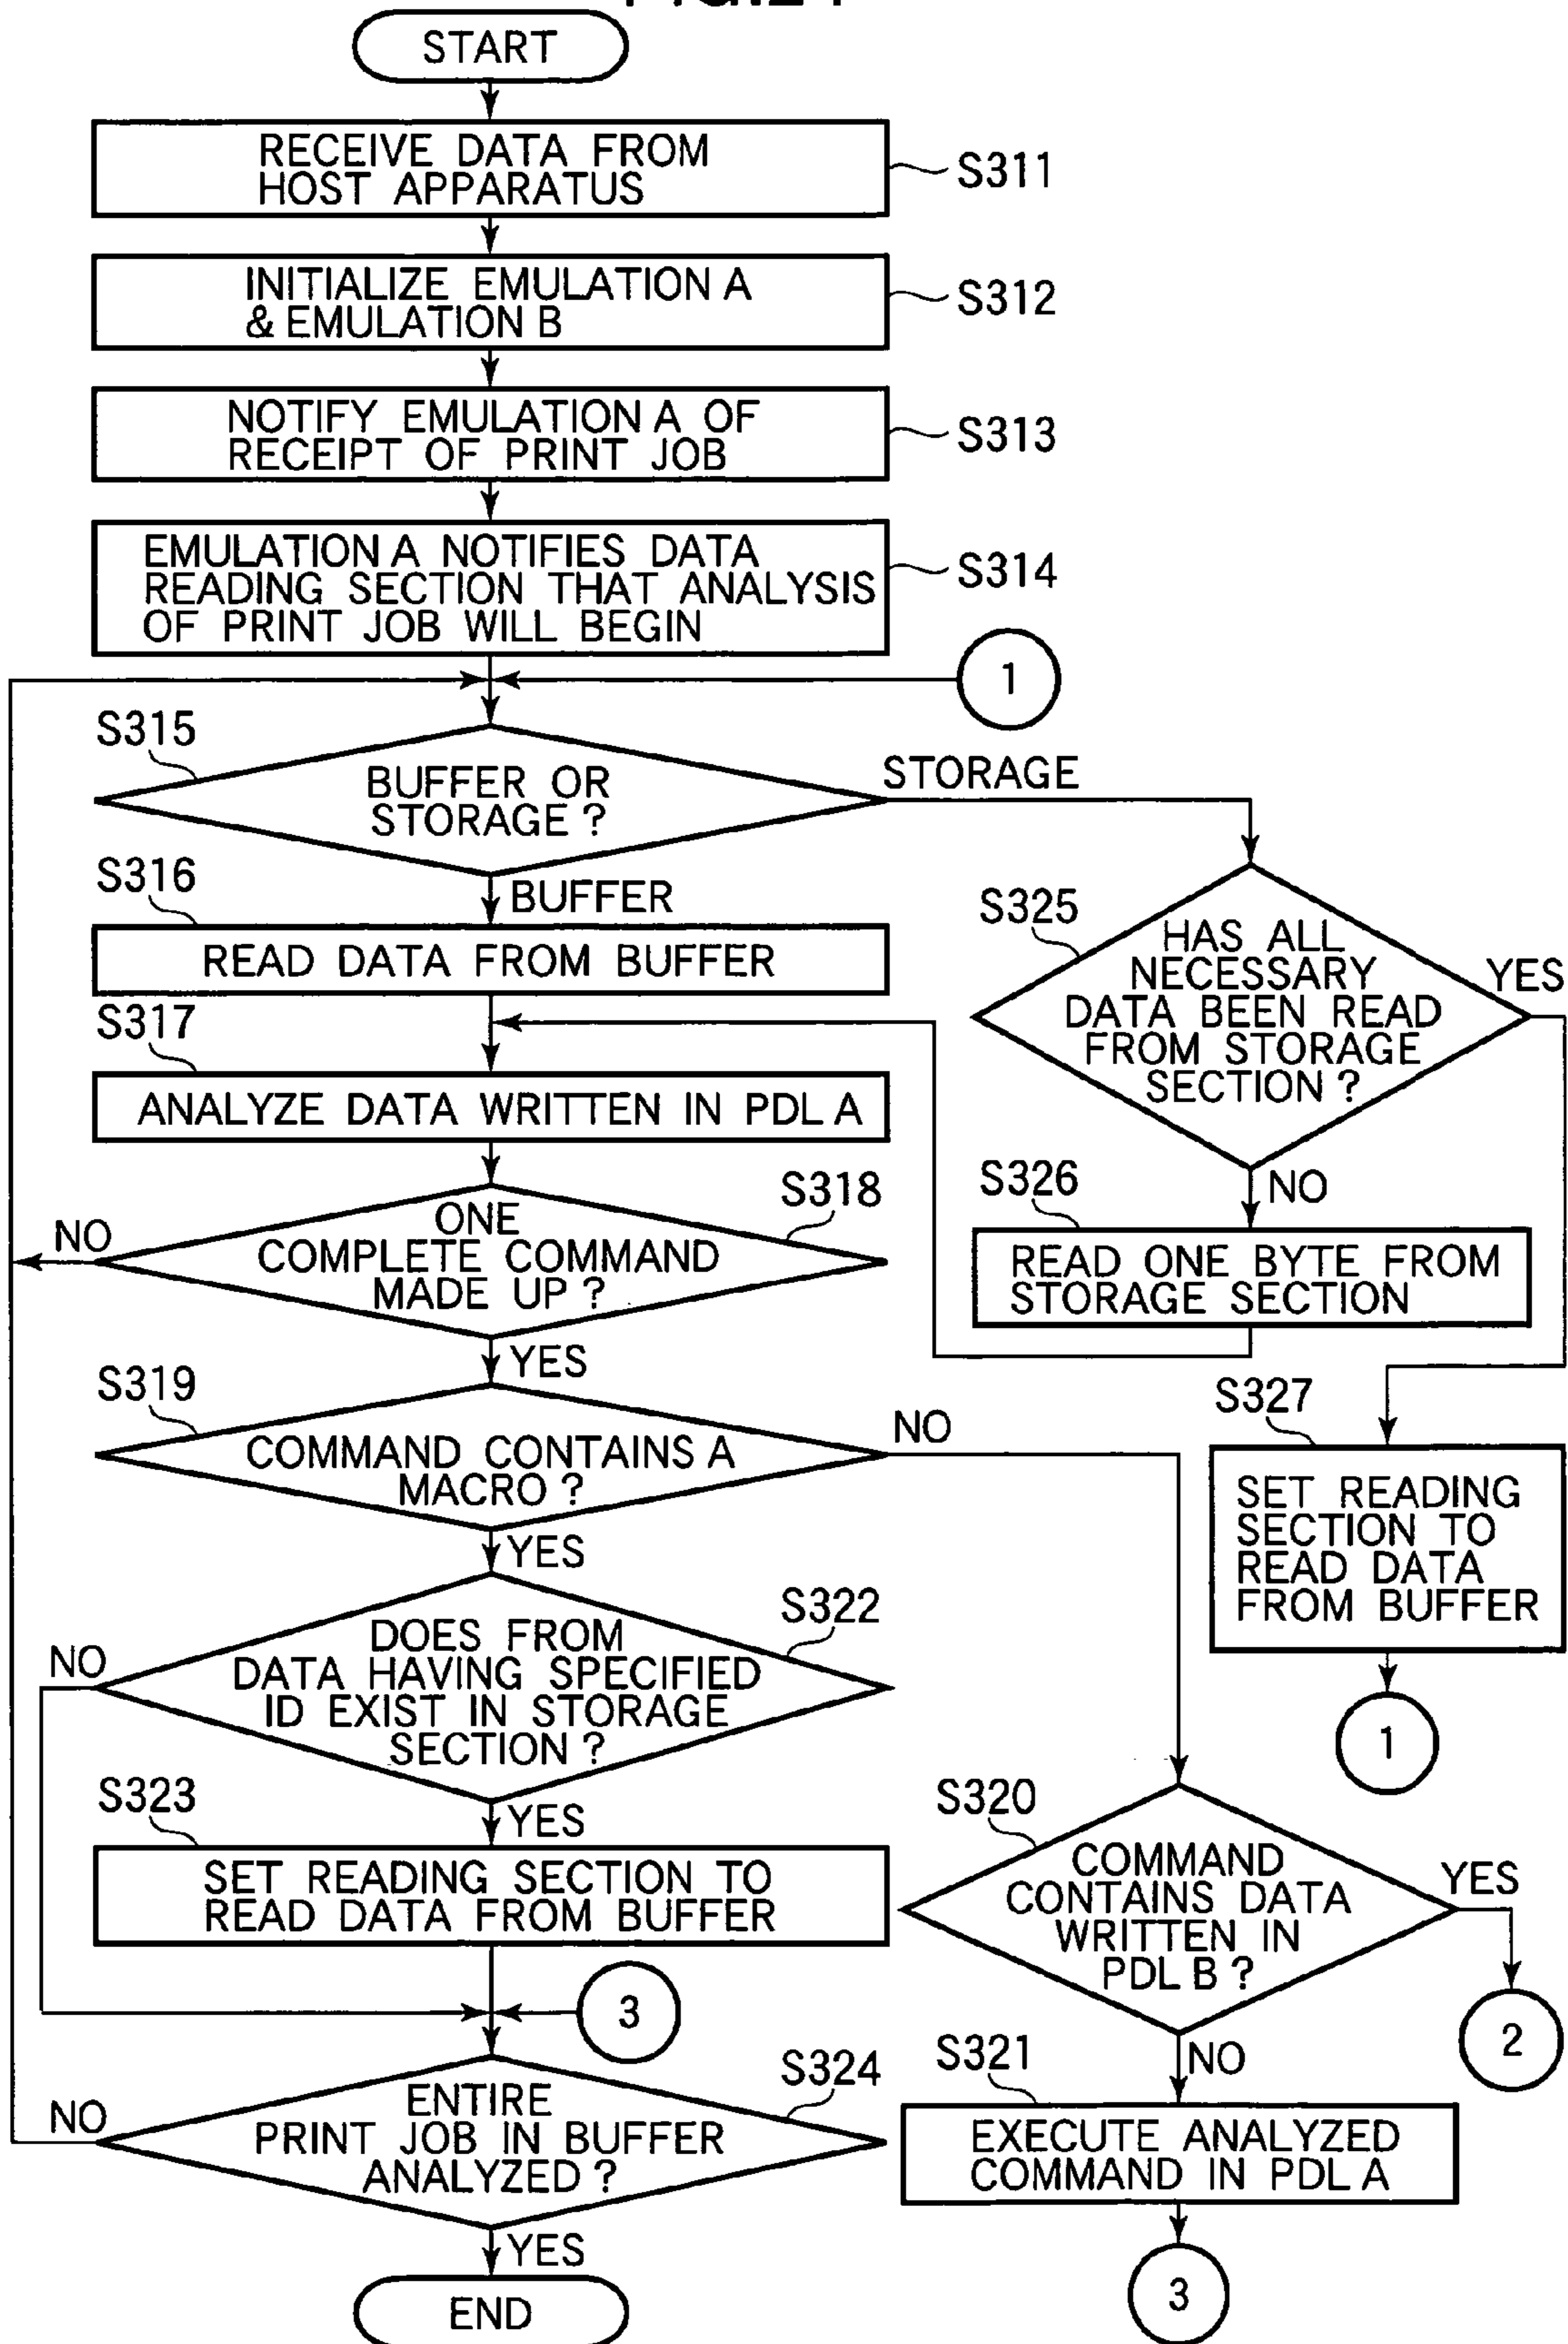 START
RECEIVE DATA FROM
HOST APPARATUS
S311
INITIALIZE EMULATION A
& EMULATION B
S312
NOTIFY EMULATION A OF
RECEIPT OF PRINT JOB
S313
EMULATION A NOTIFIES DATA
READING SECTION THAT ANALYSIS
OF PRINT JOB WILL BEGIN
S314
1
S315
BUFFER OR
STORAGE ?
STORAGE
BUFFER
S316
READ DATA FROM BUFFER
S325
HAS ALL
NECESSARY
DATA BEEN READ
FROM STORAGE
SECTION ?
YES
NO
S317
ANALYZE DATA WRITTEN IN PDL A
S326
READ ONE BYTE FROM
STORAGE SECTION
S318
ONE
COMPLETE COMMAND
MADE UP ?
NO
YES
S319
COMMAND CONTAINS A
MACRO ?
NO
YES
S327
SET READING
SECTION TO
READ DATA
FROM BUFFER
1
S322
DOES FROM
DATA HAVING SPECIFIED
ID EXIST IN STORAGE
SECTION ?
NO
YES
S323
SET READING SECTION TO
READ DATA FROM BUFFER
S320
COMMAND
CONTAINS DATA
WRITTEN IN
PDL B ?
YES
2
NO
3
S324
ENTIRE
PRINT JOB IN BUFFER
ANALYZED ?
NO
YES
S321
EXECUTE ANALYZED
COMMAND IN PDL A
3
END